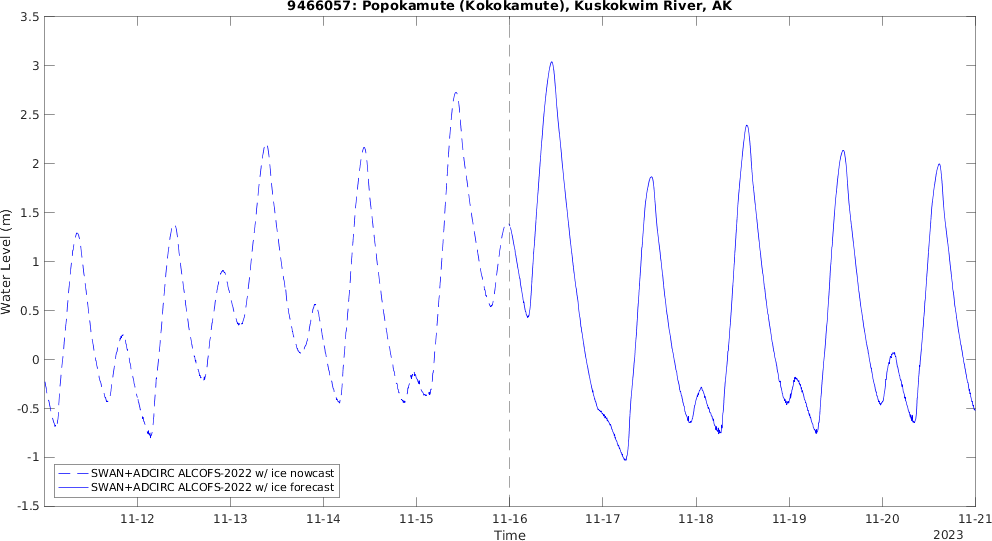 9466057: Popokamute (Kokokamute), Kuskokwim River, AK
3.5
3
2.5
2
1.5
1
0.5
0
-0.5
-1
-1.5
Water Level (m)
SWAN+ADCIRC ALCOFS-2022 w/ ice nowcast
SWAN+ADCIRC ALCOFS-2022 w/ ice forecast
11-12 11-13 11-14 11-15 11-16 11-17 11-18 11-19 11-20 11-21
Time
2023